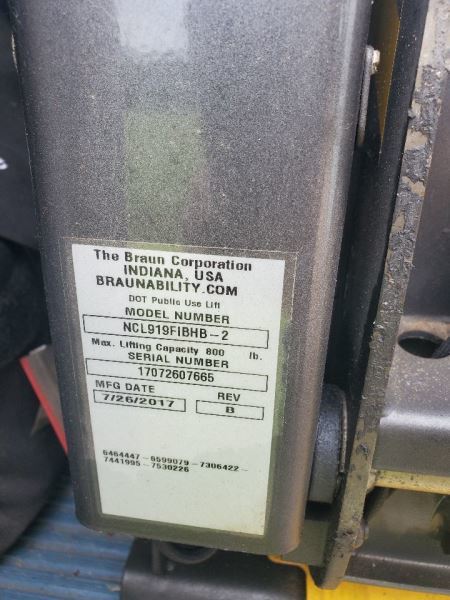 The Braun Corporation
INDIANA, USA
BRAUNABILITY.COM
DOT Public Use Lift
MODEL NUMBER
NCL919FIBHB-2
Max. Lifting Capacity 800 lb.
SERIAL NUMBER
17072607665
MFG DATE REV
7/26/2017 B
6464447-6599079-7306422-
7441995-7530226